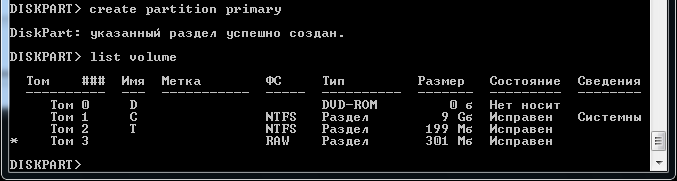 DISKPART> create partition primary
DiskPart: указанный раздел успешно создан.
DISKPART> list volume
Том ### Имя Метка ФС Тип Размер Состояние Сведения
Том 0 D DVD-ROM 0 б Нет носит
Том 1 C NTFS Раздел 9 Gб Исправен Системны
Том 2 T NTFS Раздел 199 Mб Исправен
* Том 3 RAW Раздел 301 Mб Исправен
DISKPART>